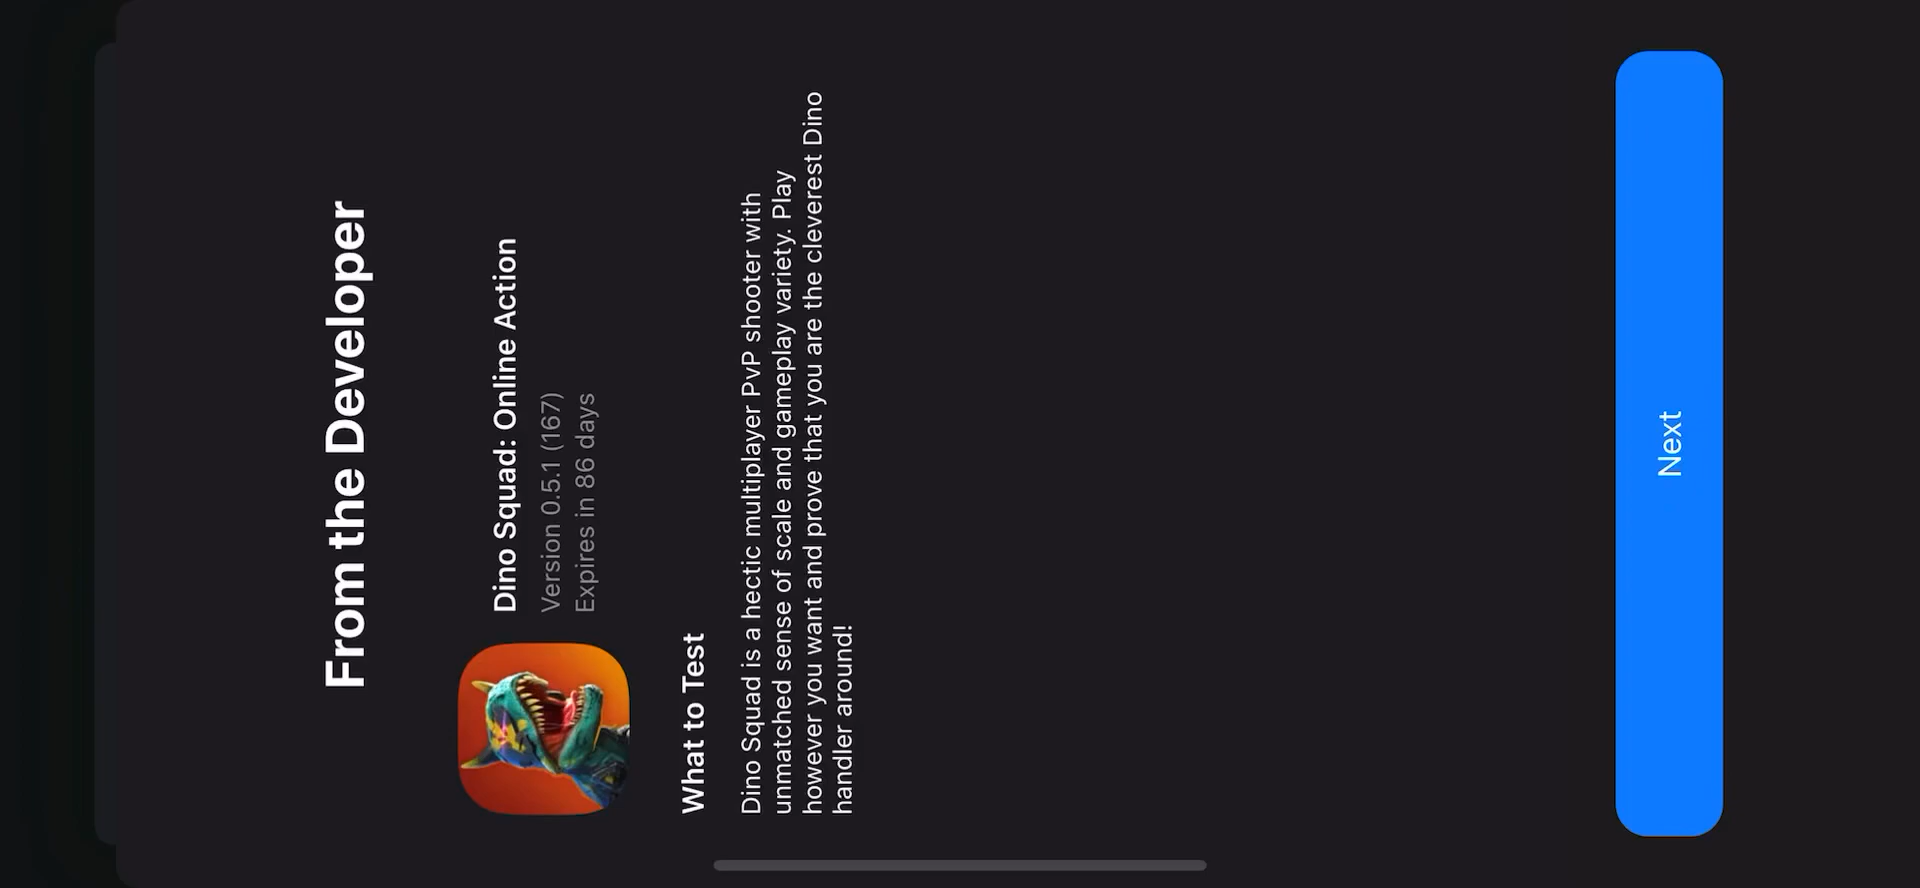 From the Developer
Dino Squad: Online Action
Version 0.5.1 (167)
Expires in 86 days
What to Test
Dino Squad is a hectic multiplayer PvP shooter with
unmatched sense of scale and gameplay variety. Play
however you want and prove that you are the cleverest Dino
handler around!
Next